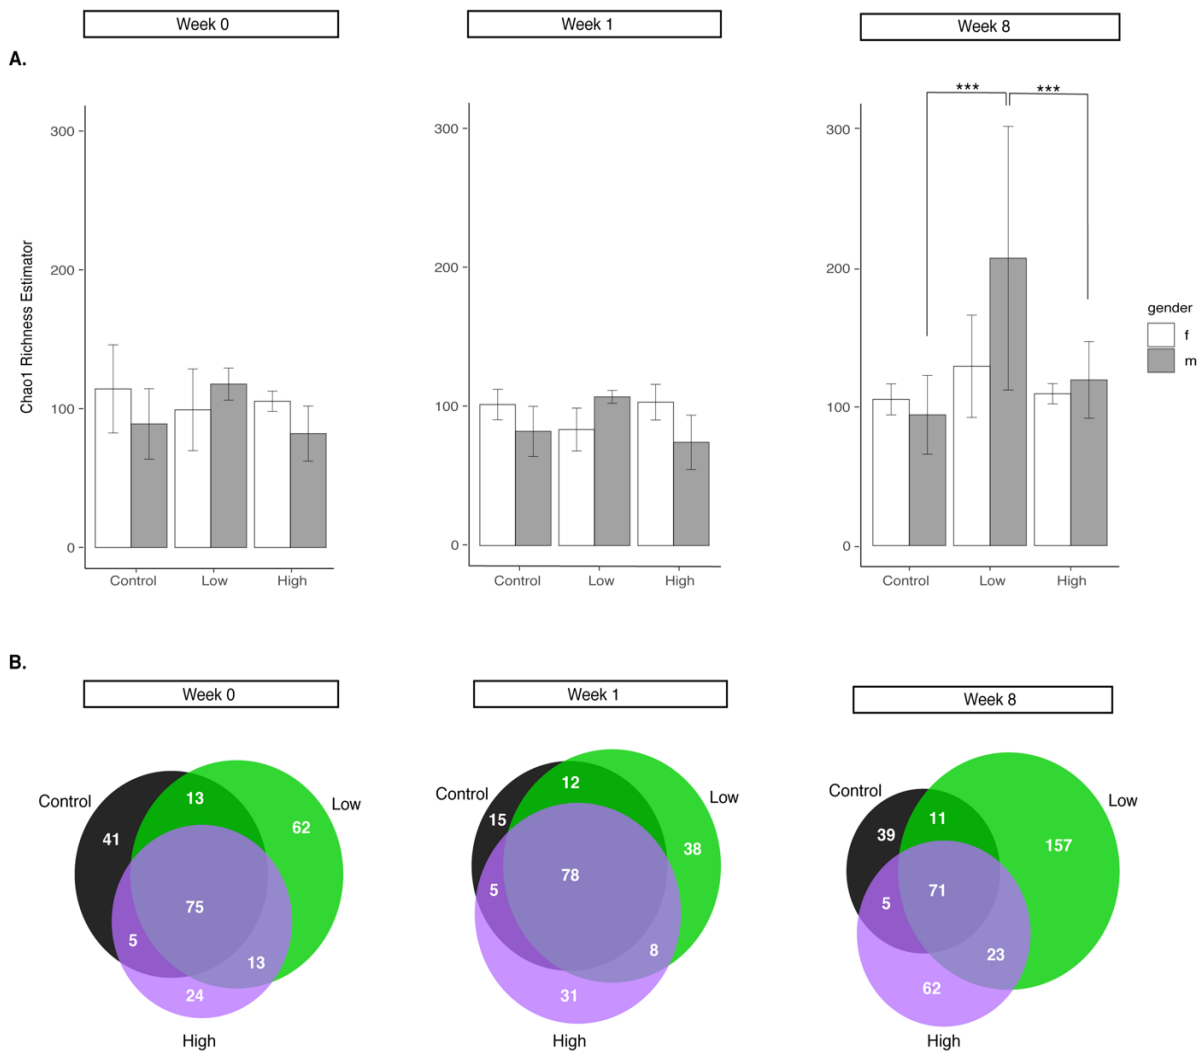 Week 0
Week 1
Week 8
A.
Chao1 Richness Estimator
300
200
100
0
Control
Low
High
300
200
100
0
Control
Low
High
***
***
300
200
100
0
Control
Low
High
gender
f
m
B.
Week 0
Week 1
Week 8
Control
Low
High
41
13
62
75
5
13
24
Control
Low
High
15
12
38
78
5
8
31
Control
Low
High
39
11
157
71
5
23
62